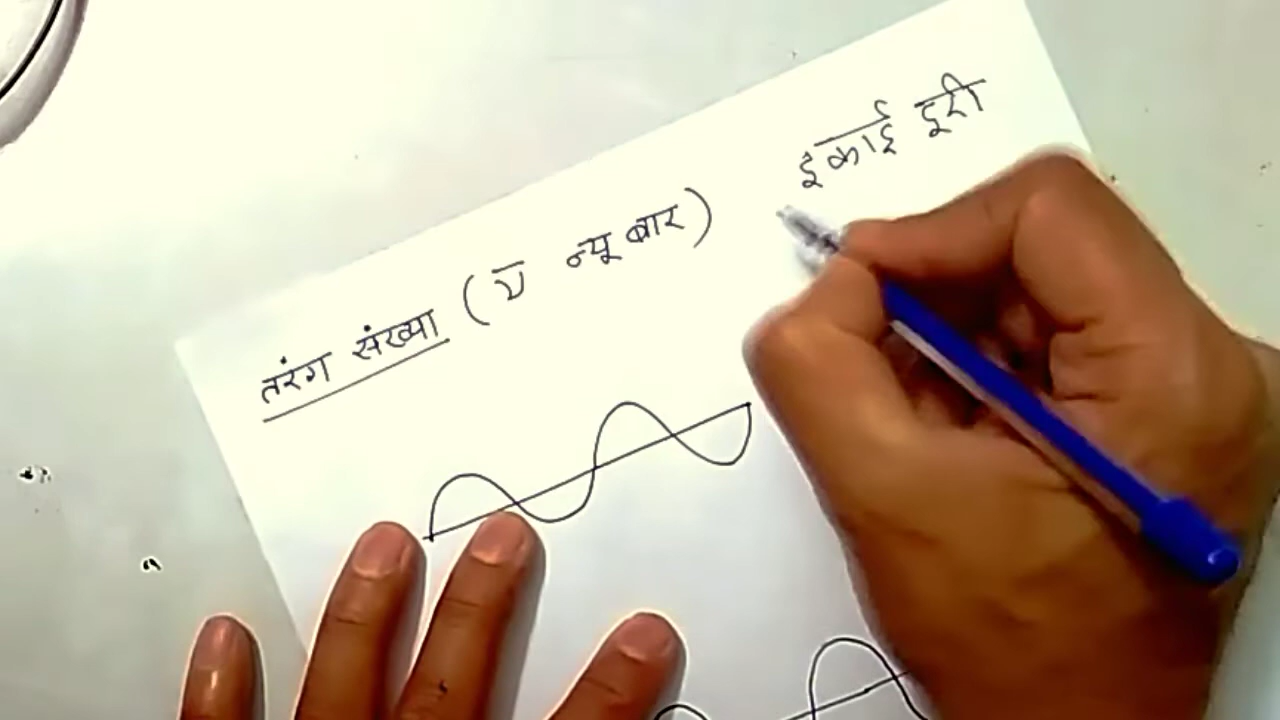 तरंग संख्या ( ν̅ न्यू बार)
इकाई दूरी